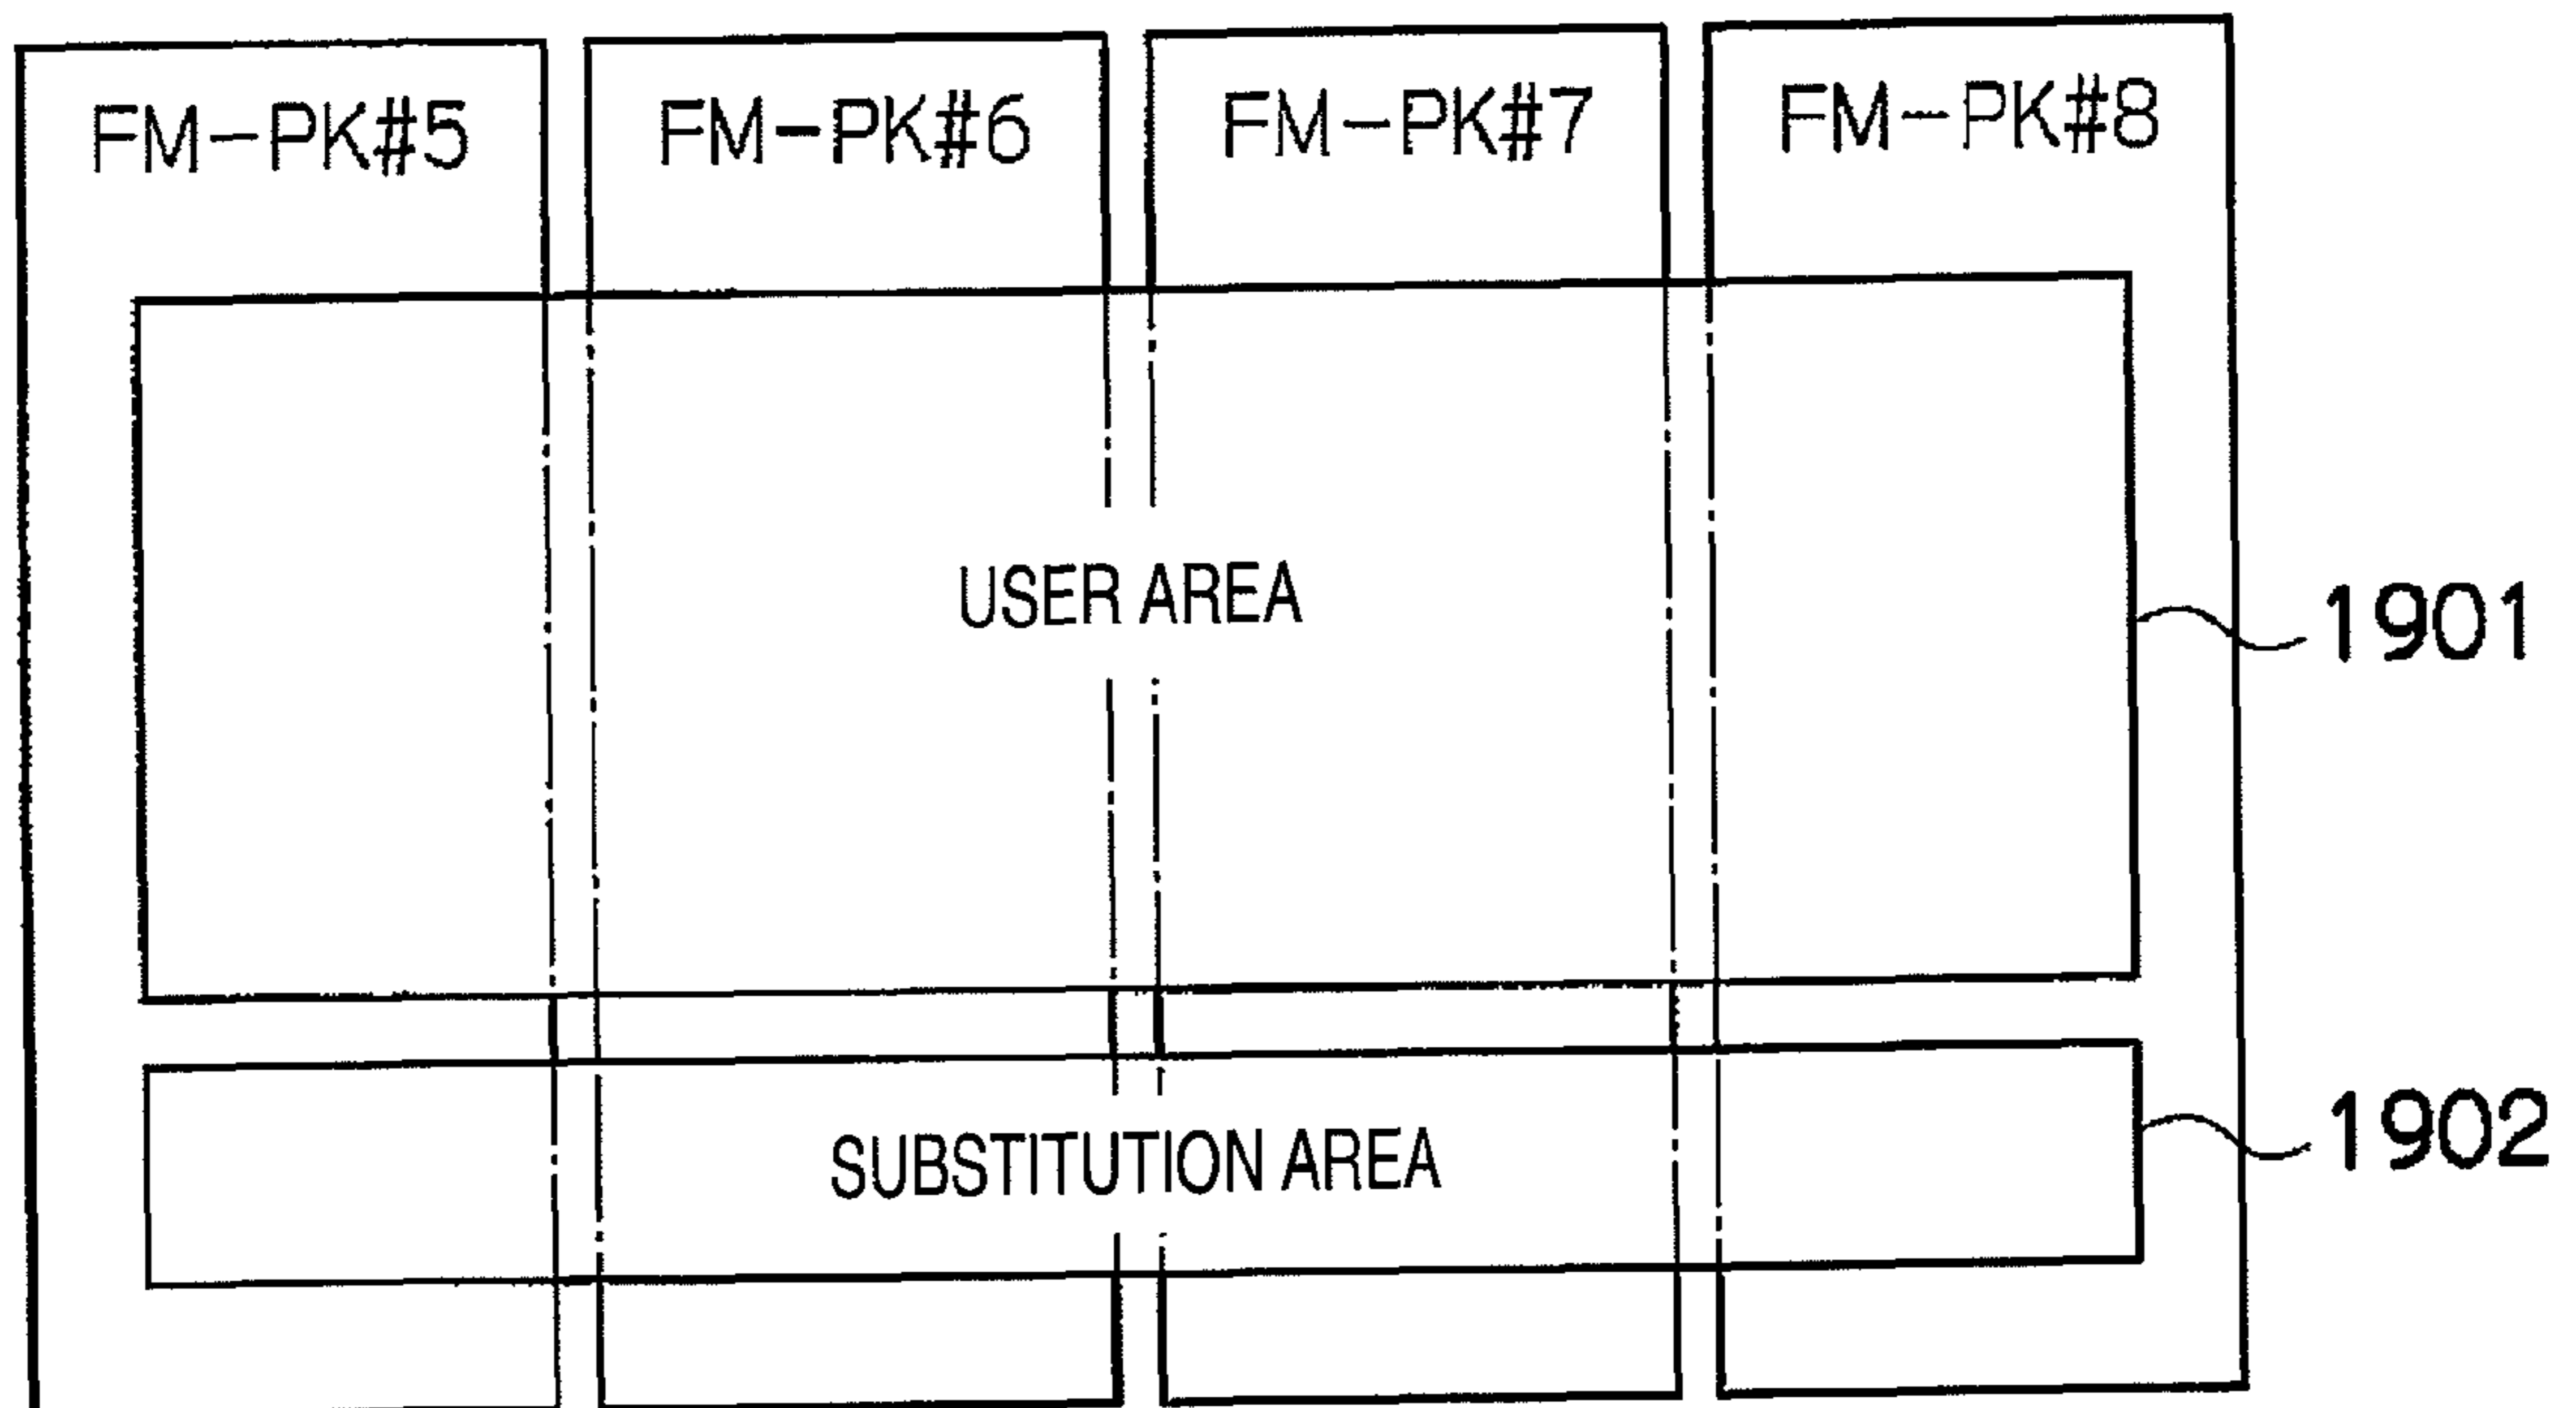 FM-PK#5 FM-PK#6 FM-PK#7 FM-PK#8
USER AREA
1901
SUBSTITUTION AREA
1902